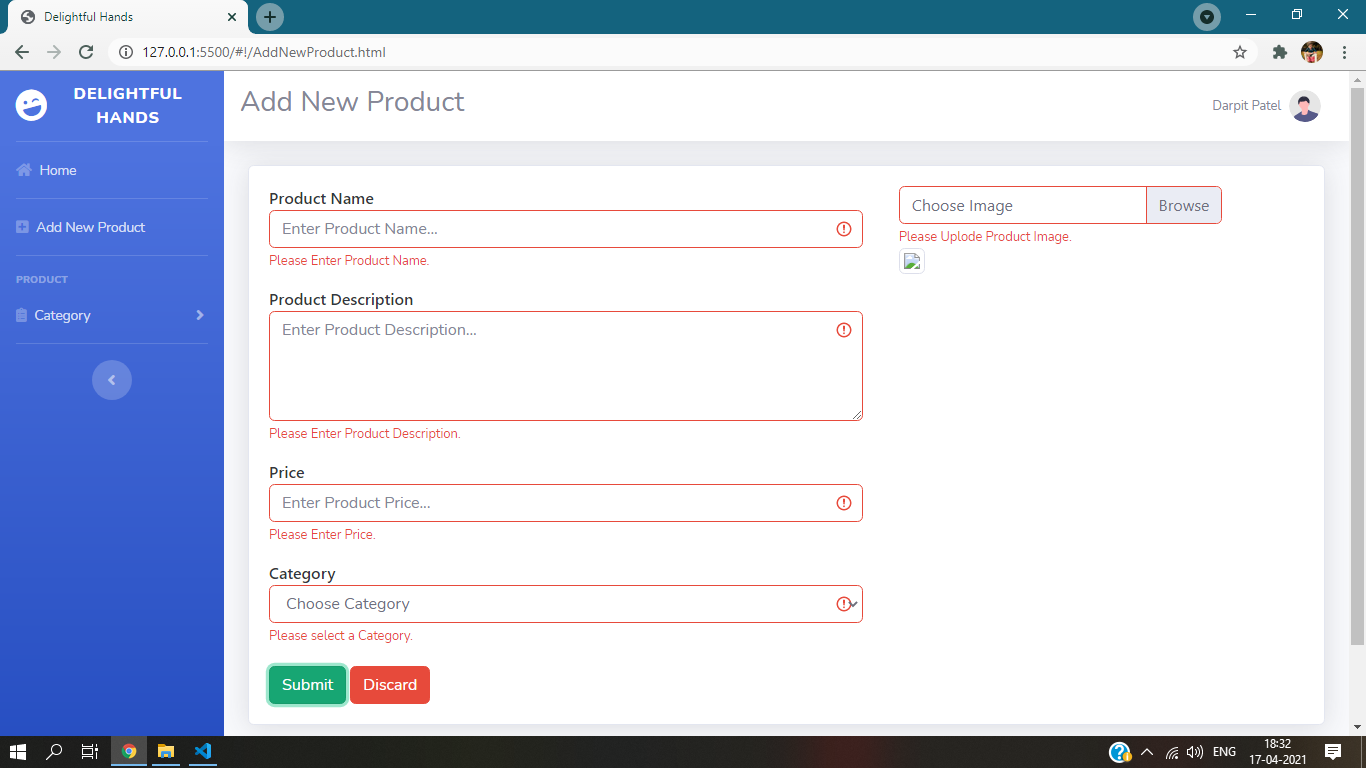 Delightful Hands
127.0.0.1:5500/#!/AddNewProduct.html
DELIGHTFUL
HANDS
Home
Add New Product
PRODUCT
Category
Add New Product
Darpit Patel
Product Name
Enter Product Name...
Please Enter Product Name.
Product Description
Enter Product Description...
Please Enter Product Description.
Price
Enter Product Price...
Please Enter Price.
Category
Choose Category
Please select a Category.
Submit
Discard
Choose Image
Browse
Please Uplode Product Image.
ENG
18:32
17-04-2021